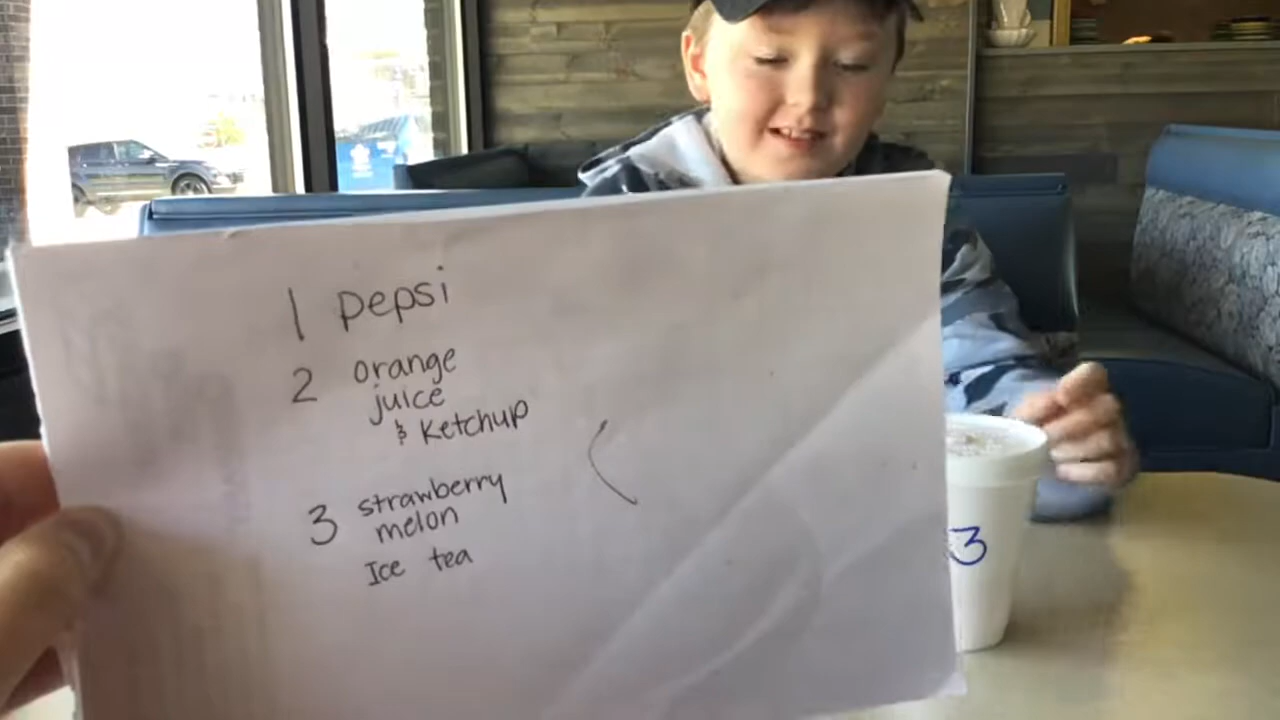 1 pepsi
2 orange
juice
& Ketchup
3 strawberry
melon
Ice tea
3